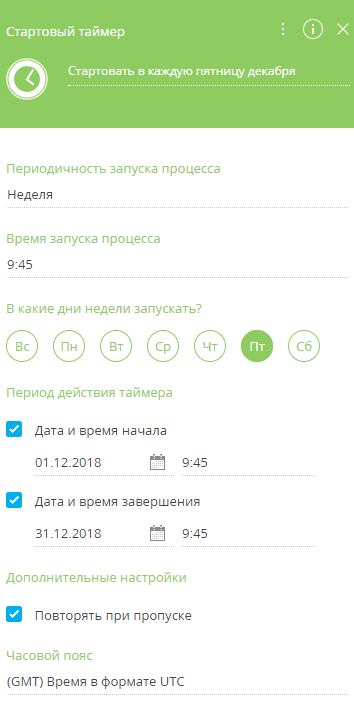 Стартовый таймер
Стартовать в каждую пятницу декабря
Периодичность запуска процесса
Неделя
Время запуска процесса
9:45
В какие дни недели запускать?
Вс Пн Вт Ср Чт Пт Сб
Период действия таймера
Дата и время начала
01.12.2018 9:45
Дата и время завершения
31.12.2018 9:45
Дополнительные настройки
Повторять при пропуске
Часовой пояс
(GMT) Время в формате UTC